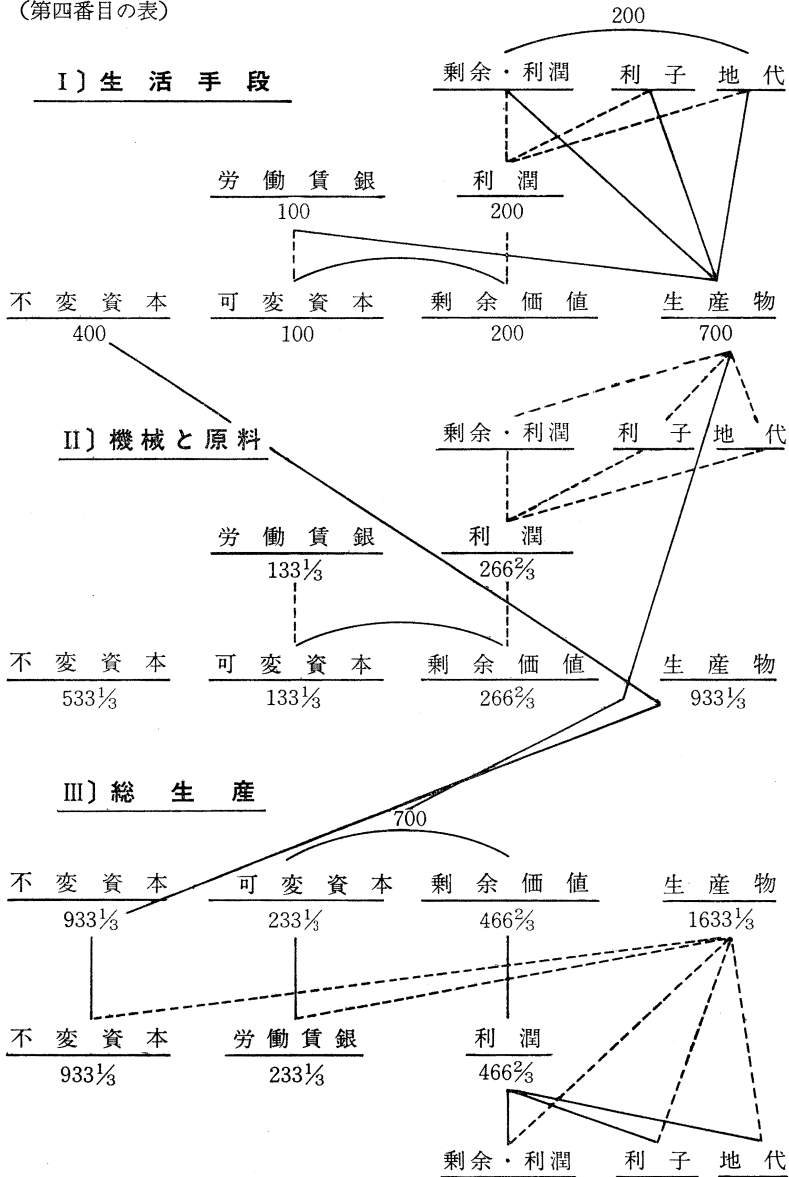 (第四番目の表)
200
Ⅰ〕生活手段
剰余・利潤 利子 地代
労働賃銀 利潤
100 200
不変資本 可変資本 剰余価値 生産物
400 100 200 700
Ⅱ〕機械と原料
剰余・利潤 利子 地代
労働賃銀 利潤
133⅓ 266⅔
不変資本 可変資本 剰余価値 生産物
533⅓ 133⅓ 266⅔ 933⅓
Ⅲ〕総生産
700
不変資本 可変資本 剰余価値 生産物
933⅓ 233⅓ 466⅔ 1633⅓
不変資本 労働賃銀 利潤
933⅓ 233⅓ 466⅔
剰余・利潤 利子 地代